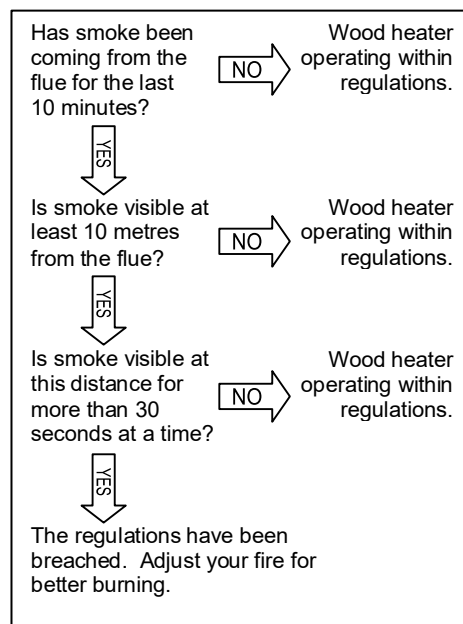 Has smoke been
coming from the
flue for the last
10 minutes?
NO
Wood heater
operating within
regulations.
YES
Is smoke visible at
least 10 metres
from the flue?
NO
Wood heater
operating within
regulations.
YES
Is smoke visible at
this distance for
more than 30
seconds at a time?
NO
Wood heater
operating within
regulations.
YES
The regulations have been
breached.  Adjust your fire for
better burning.